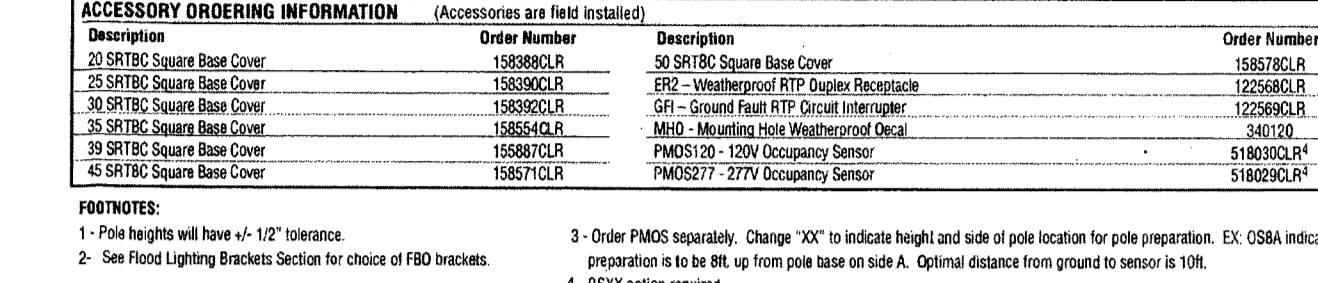 ACCESSORY ORDERING INFORMATION (Accessories are field installed)
Description Order Number Description Order Number
20 SRTBC Square Base Cover 158388CLR 50 SRTBC Square Base Cover 158578CLR
25 SRTBC Square Base Cover 158390CLR ER2 – Weatherproof RTP Duplex Receptacle 122568CLR
30 SRTBC Square Base Cover 158392CLR GFI – Ground Fault RTP Circuit Interrupter 122569CLR
35 SRTBC Square Base Cover 158554CLR MHO - Mounting Hole Weatherproof Decal 340120
39 SRTBC Square Base Cover 155887CLR PMOS120 - 120V Occupancy Sensor 518030CLR⁴
45 SRTBC Square Base Cover 158571CLR PMOS277 - 277V Occupancy Sensor 518029CLR⁴
FOOTNOTES:
1 - Pole heights will have +/- 1/2" tolerance.
2- See Flood Lighting Brackets Section for choice of FBO brackets.
3 - Order PMOS separately. Change "XX" to indicate height and side of pole location for pole preparation. EX: OS8A indica
preparation is to be 8ft. up from pole base on side A. Optimal distance from ground to sensor is 10ft.
4 - OSXX option required